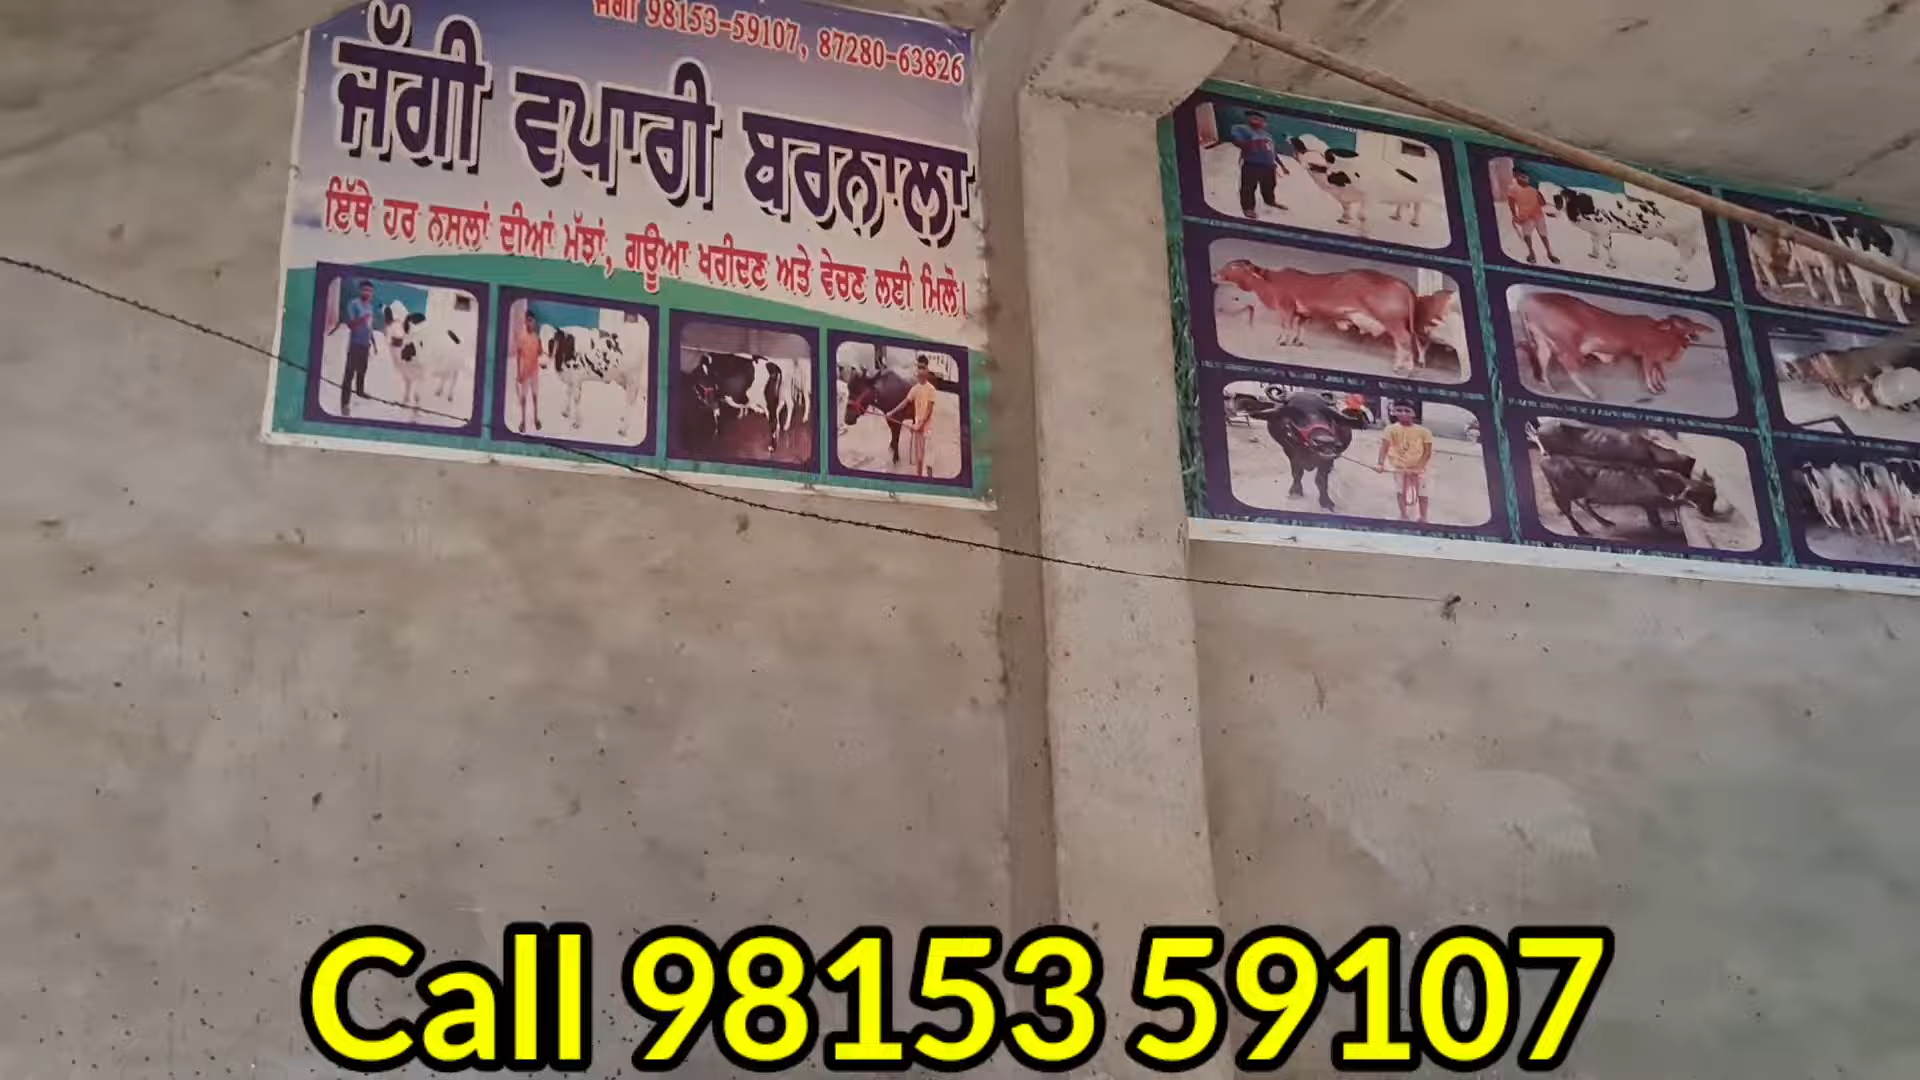 ਜੱਗੀ 98153-59107, 87280-63826
ਜੱਗੀ ਵਪਾਰੀ ਬਰਨਾਲਾ
ਇੱਥੇ ਹਰ ਨਸਲਾਂ ਦੀਆਂ ਮੱਝਾਂ, ਗਊਆ ਖਰੀਦਣ ਅਤੇ ਵੇਚਣ ਲਈ ਮਿਲੋ।
Call 98153 59107